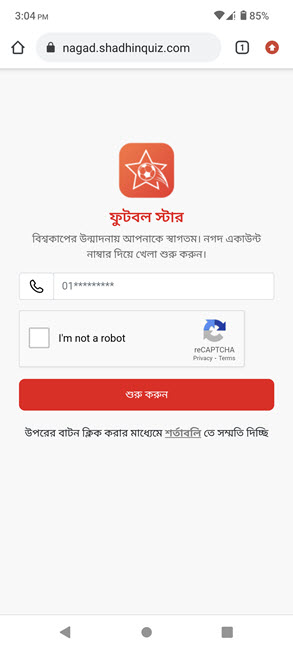 3:04 PM
85%
nagad.shadhinquiz.com
1
ফুটবল স্টার
বিশ্বকাপের উন্মাদনায় আপনাকে স্বাগতম। নগদ একাউন্ট
নাম্বার দিয়ে খেলা শুরু করুন।
01*********
I'm not a robot
reCAPTCHA
Privacy - Terms
শুরু করুন
উপরের বাটন ক্লিক করার মাধ্যমে শর্তাবলি তে সম্মতি দিচ্ছি